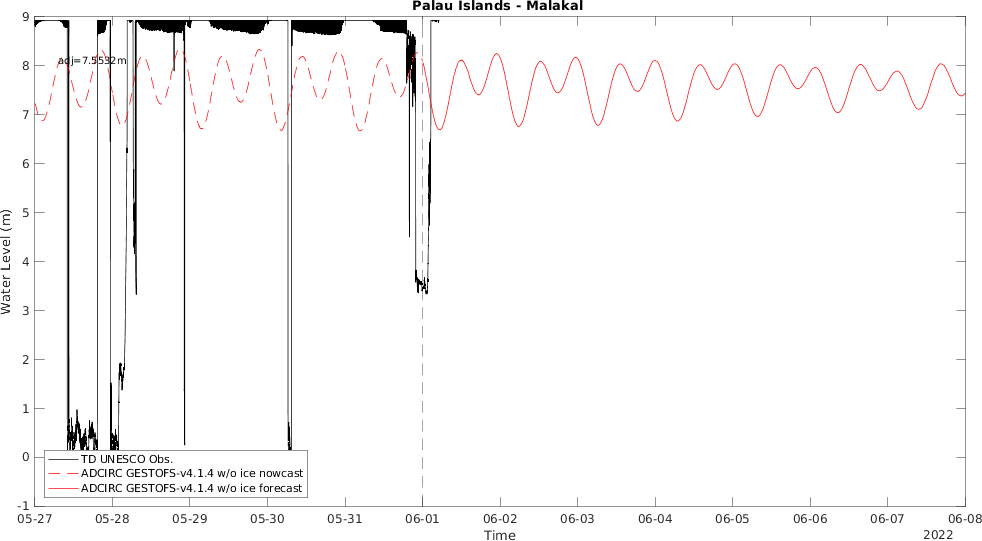 Palau Islands - Malakal
9
8
7
6
5
4
3
2
1
0
-1
Water Level (m)
adj=7.5532m
TD UNESCO Obs.
ADCIRC GESTOFS-v4.1.4 w/o ice nowcast
ADCIRC GESTOFS-v4.1.4 w/o ice forecast
05-27 05-28 05-29 05-30 05-31 06-01 06-02 06-03 06-04 06-05 06-06 06-07 06-08
Time
2022